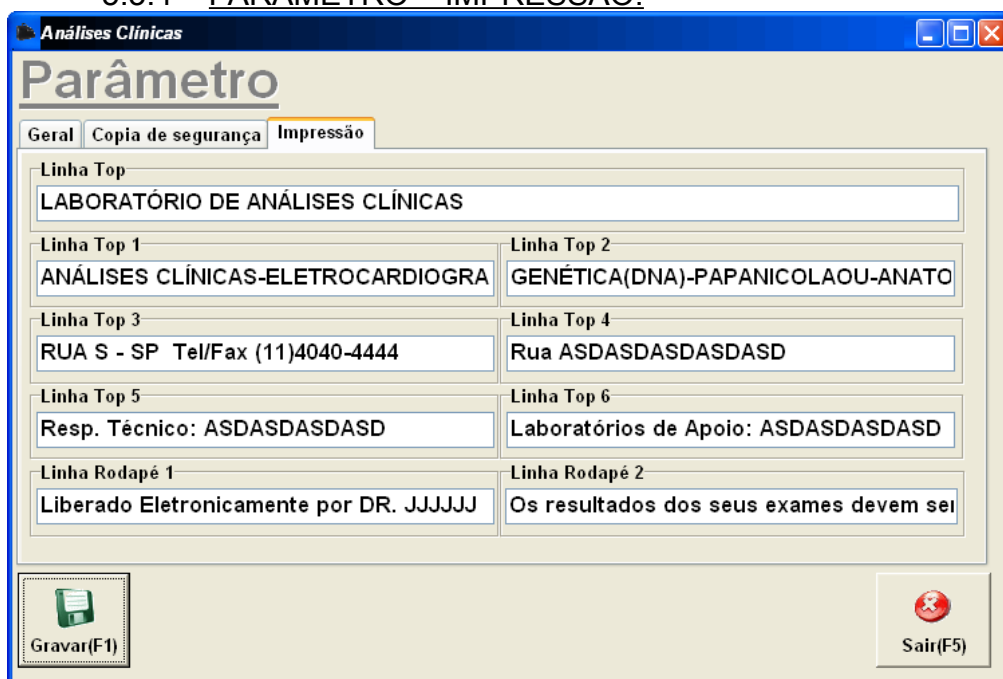 PARÂMETRO – IMPRESSÃO:
Análises Clínicas
Parâmetro
Geral Copia de segurança Impressão
Linha Top
LABORATÓRIO DE ANÁLISES CLÍNICAS
Linha Top 1 Linha Top 2
ANÁLISES CLÍNICAS-ELETROCARDIOGRA GENÉTICA(DNA)-PAPANICOLAOU-ANATO
Linha Top 3 Linha Top 4
RUA S - SP Tel/Fax (11)4040-4444 Rua ASDASDASDASDASD
Linha Top 5 Linha Top 6
Resp. Técnico: ASDASDASDASD Laboratórios de Apoio: ASDASDASDASD
Linha Rodapé 1 Linha Rodapé 2
Liberado Eletronicamente por DR. JJJJJJ Os resultados dos seus exames devem ser
Gravar(F1) Sair(F5)